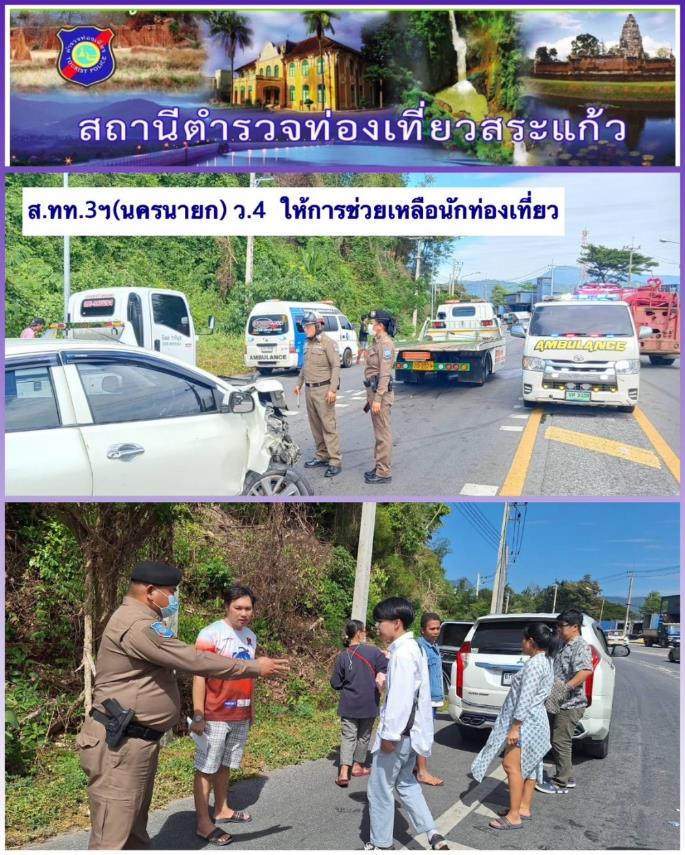 TOURIST POLICE
สถานีตำรวจท่องเที่ยวสระแก้ว
ส.ทท.3ฯ(นครนายก) ว.4 ให้การช่วยเหลือนักท่องเที่ยว
AMBULANCE